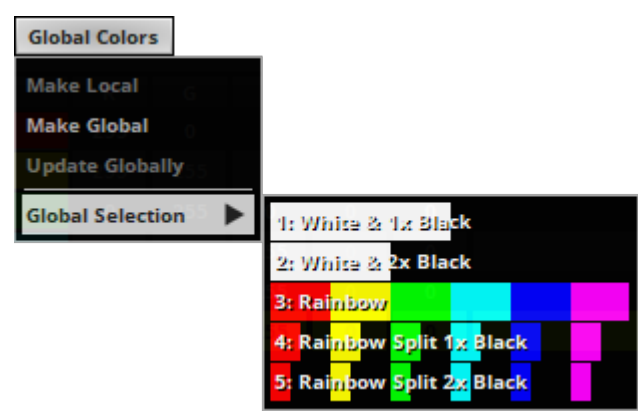 Global Colors
Make Local
Make Global
Update Globally
Global Selection
1: White & 1x Black
2: White & 2x Black
3: Rainbow
4: Rainbow Split 1x Black
5: Rainbow Split 2x Black